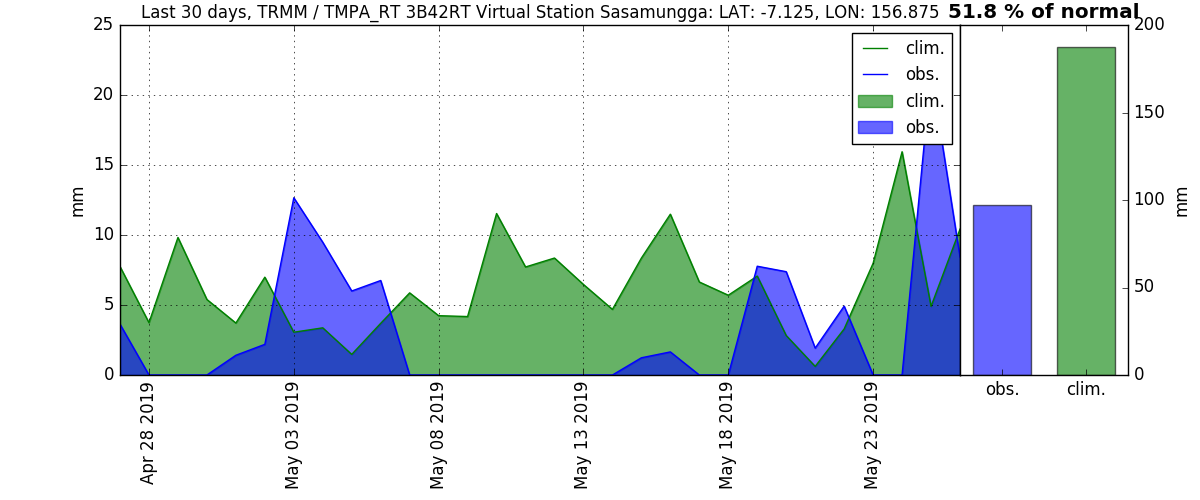 Last 30 days, TRMM / TMPA_RT 3B42RT Virtual Station Sasamungga: LAT: -7.125, LON: 156.875 51.8 % of normal
25
20
15
10
5
0
mm
clim.
obs.
clim.
obs.
Apr 28 2019
May 03 2019
May 08 2019
May 13 2019
May 18 2019
May 23 2019
200
150
100
50
0
mm
obs.
clim.